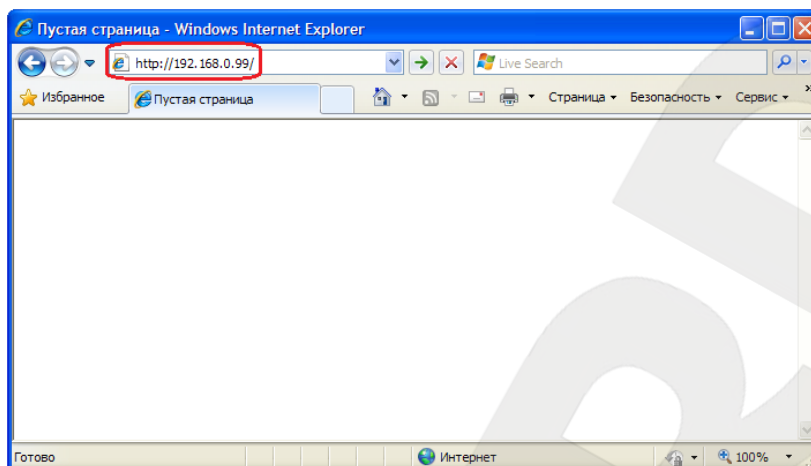 Пустая страница - Windows Internet Explorer
http://192.168.0.99/
Live Search
Избранное
Пустая страница
Страница
Безопасность
Сервис
»
Готово
Интернет
100%